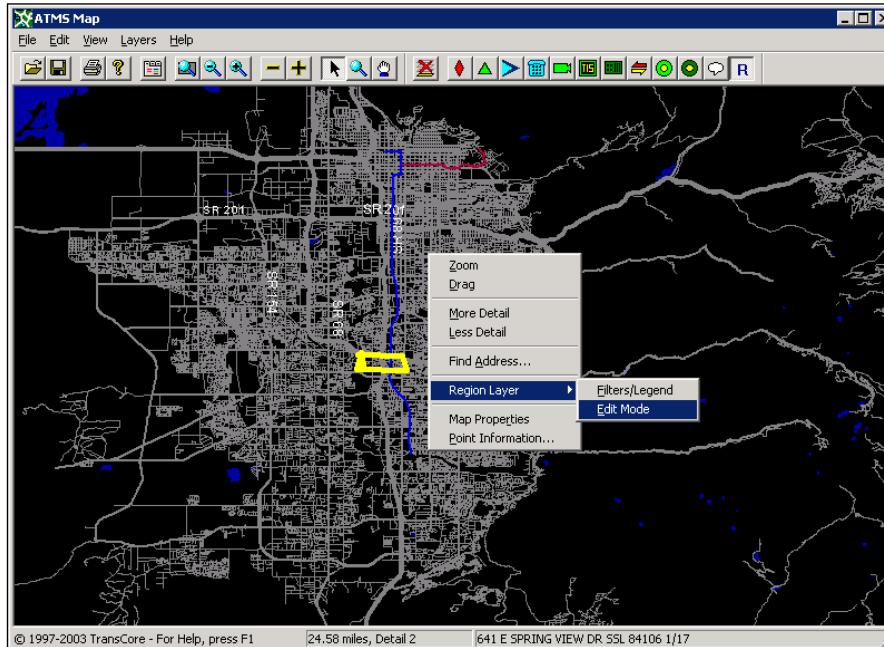 ATMS Map
File Edit View Layers Help
TIS R
SR 201 SR 201
SR 154
SR 68
Zoom
Drag
More Detail
Less Detail
Find Address...
Region Layer Filters/Legend
Edit Mode
Map Properties
Point Information...
© 1997-2003 TransCore - For Help, press F1 24.58 miles, Detail 2 641 E SPRING VIEW DR SSL 84106 1/17